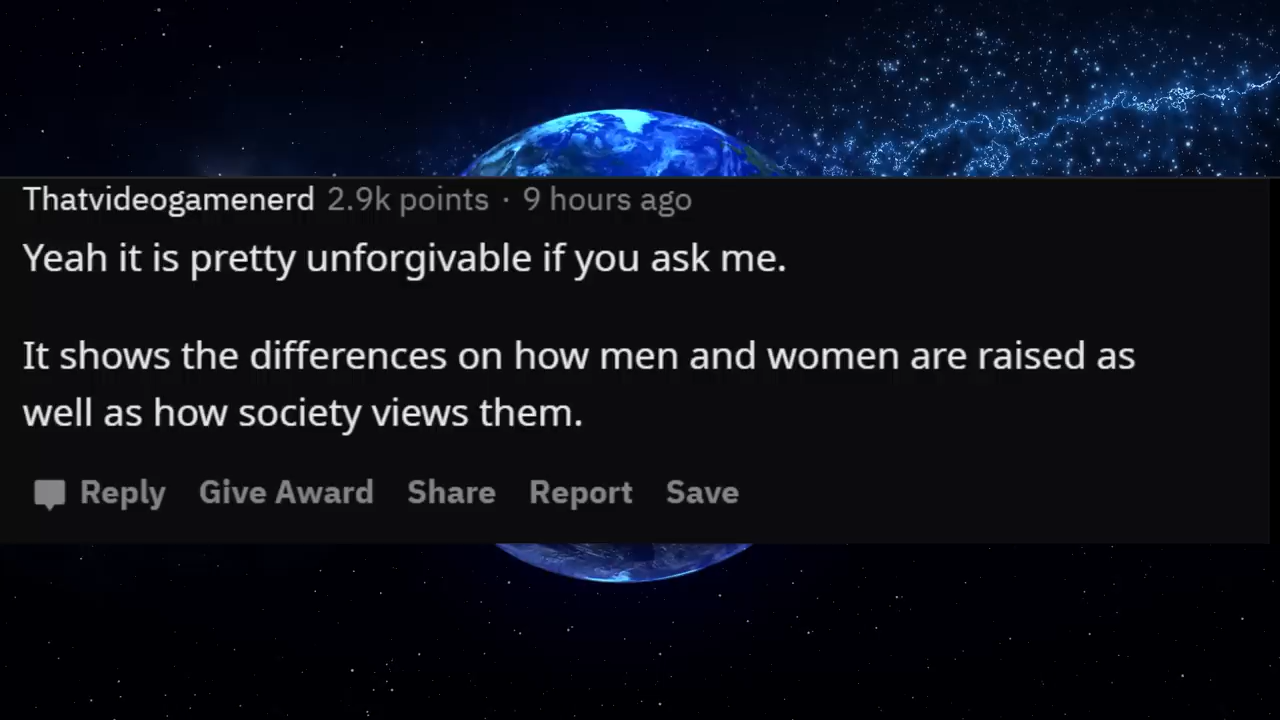 Thatvideogamenerd 2.9k points · 9 hours ago
Yeah it is pretty unforgivable if you ask me.
It shows the differences on how men and women are raised as
well as how society views them.
Reply Give Award Share Report Save